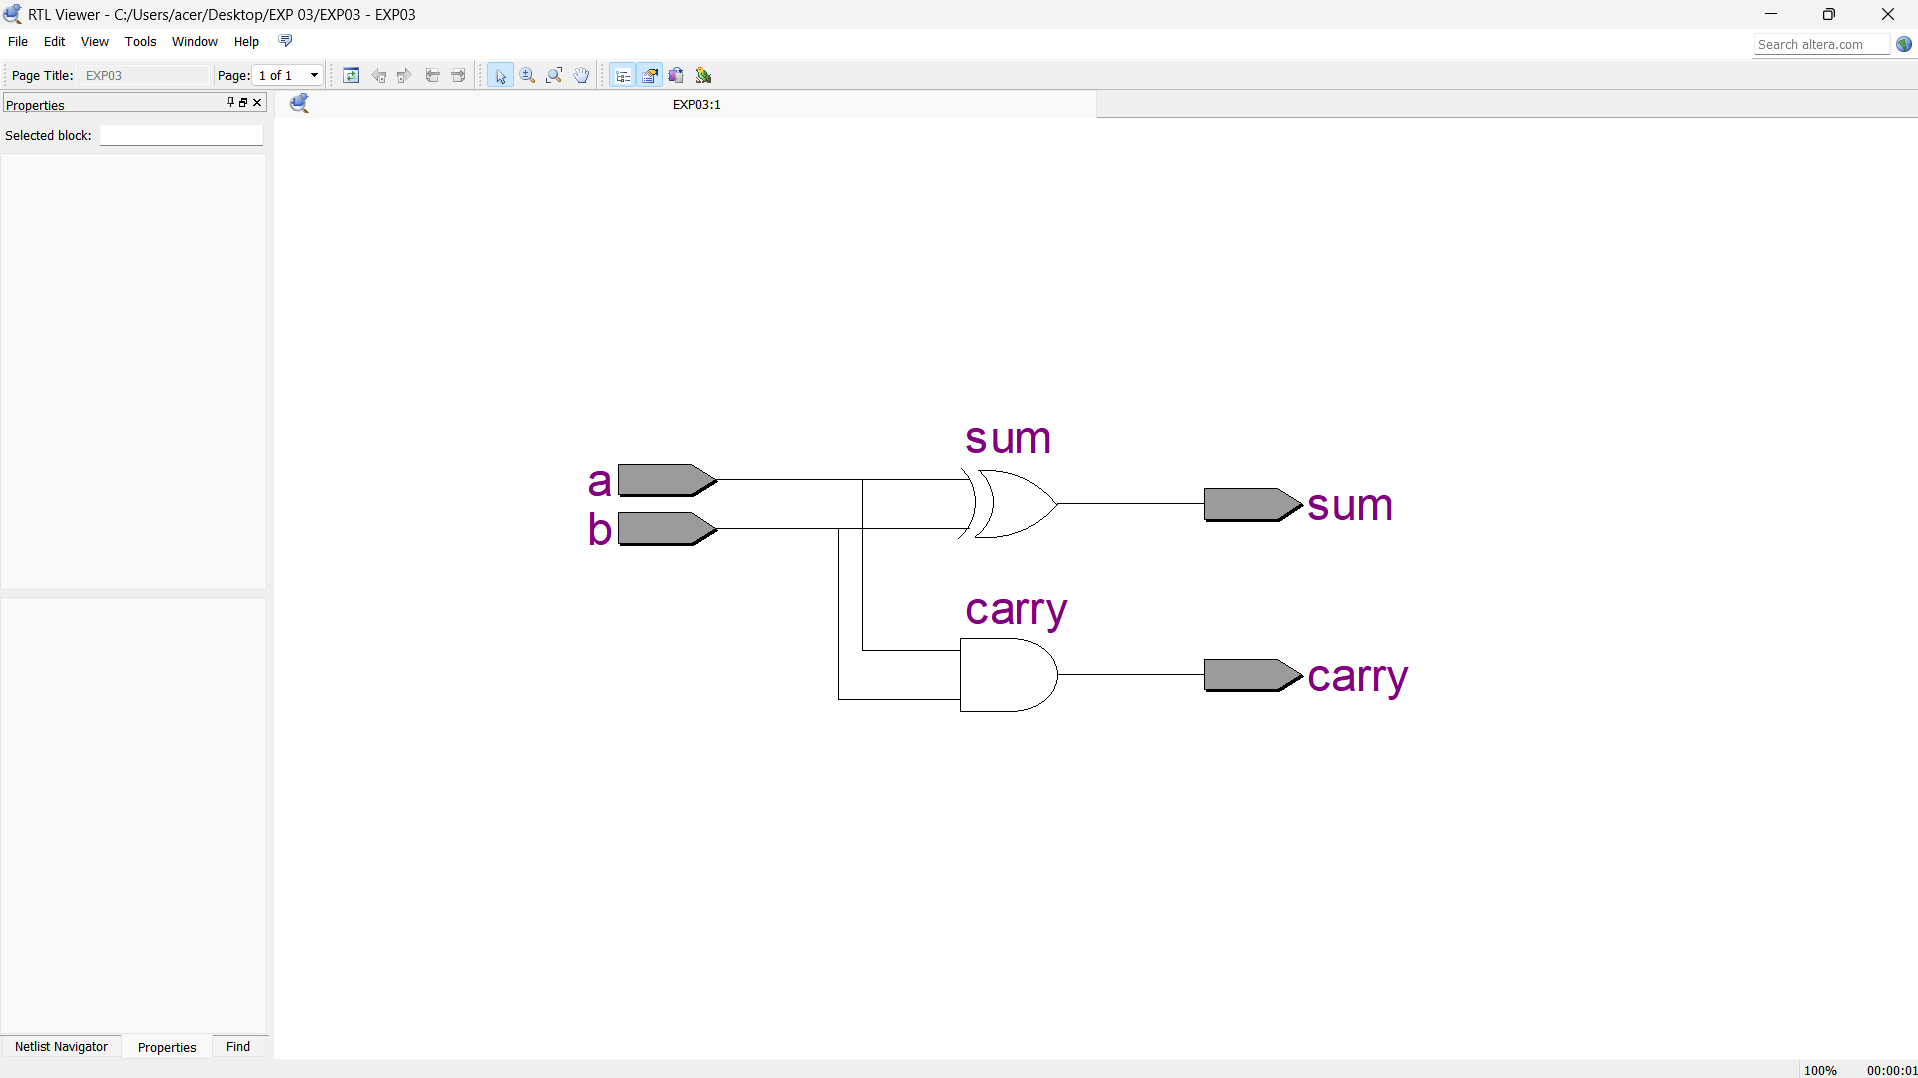 RTL Viewer - C:/Users/acer/Desktop/EXP 03/EXP03 - EXP03
File Edit View Tools Window Help
Search altera.com
Page Title: EXP03 Page: 1 of 1
Properties
EXP03:1
Selected block:
sum
a
sum
b
carry
carry
Netlist Navigator Properties Find
100% 00:00:01